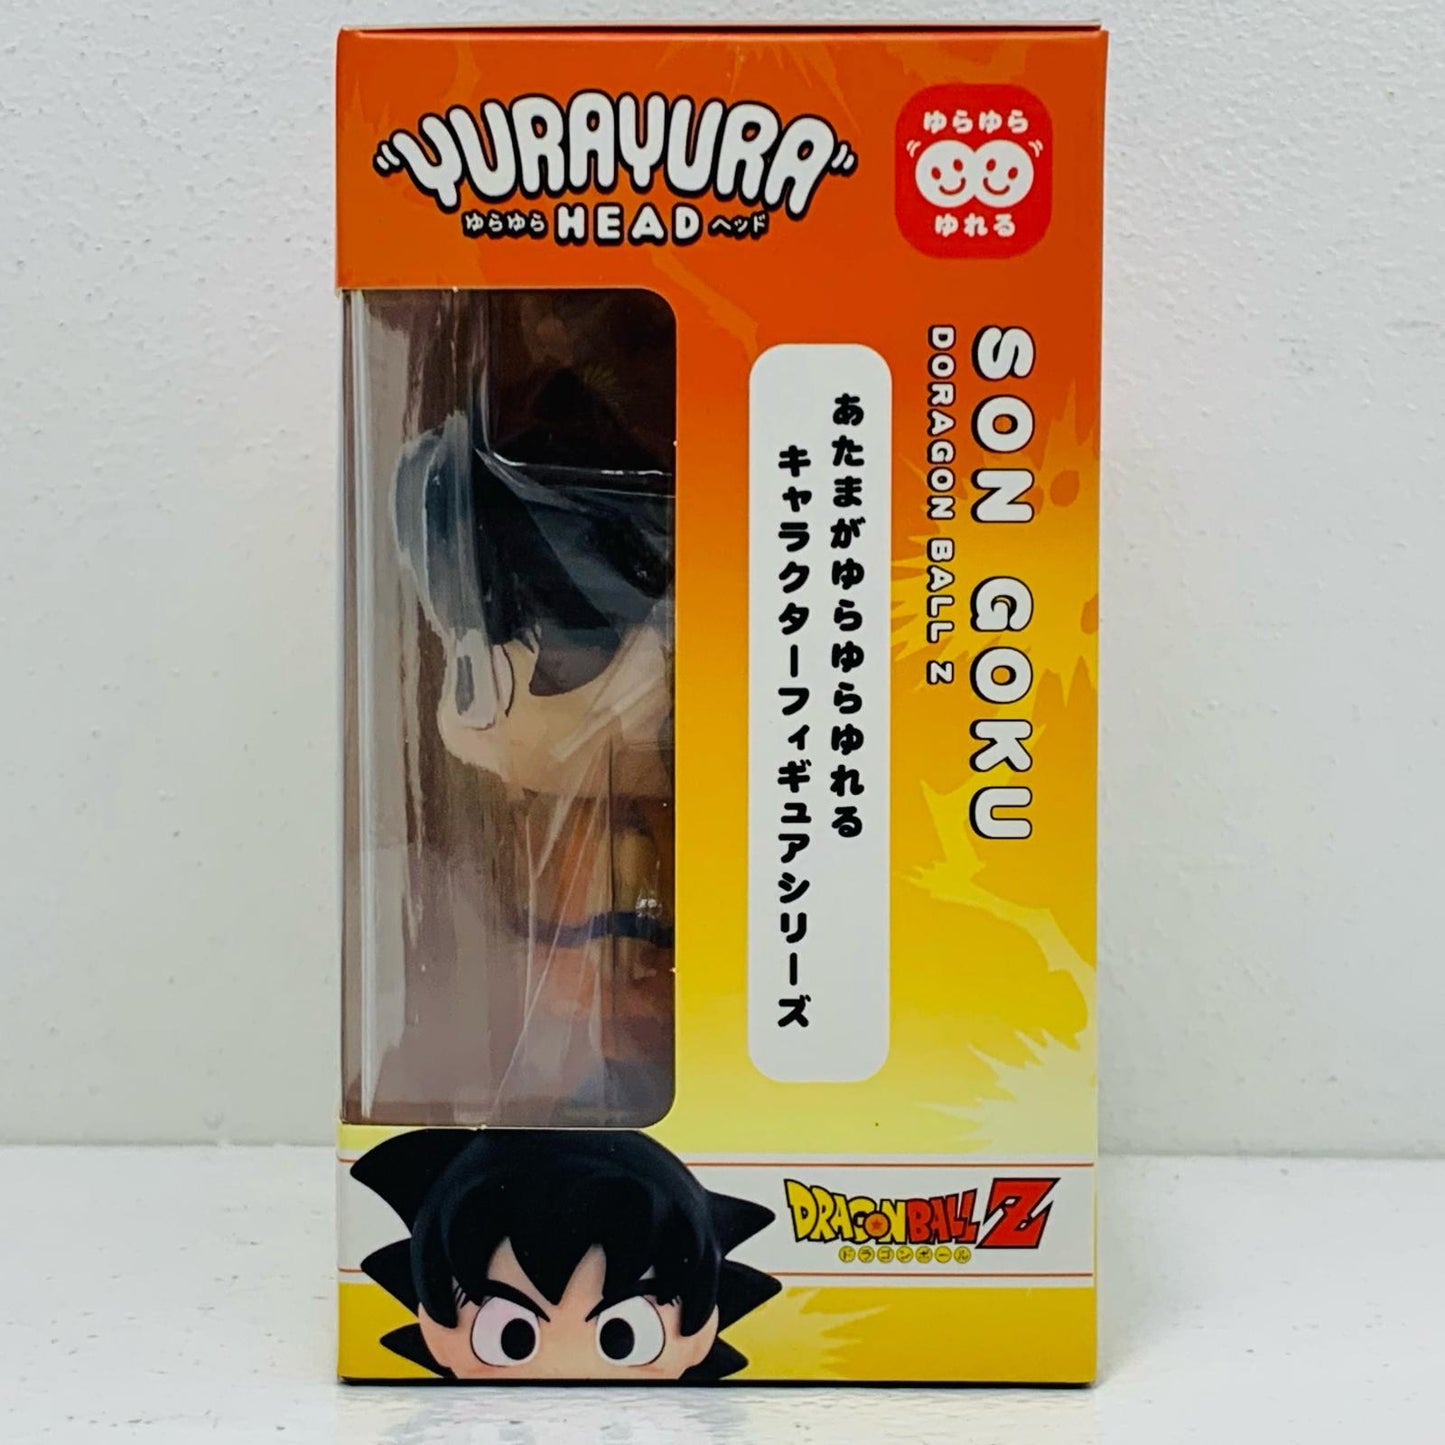 "YURAYURA"
ゆらゆら HEAD ヘッド
ゆらゆら
ゆれる
SON GOKU
DORAGON BALL Z
あたまがゆらゆらゆれる
キャラクターフィギュアシリーズ
DRAGONBALL Z
ドラゴンボール